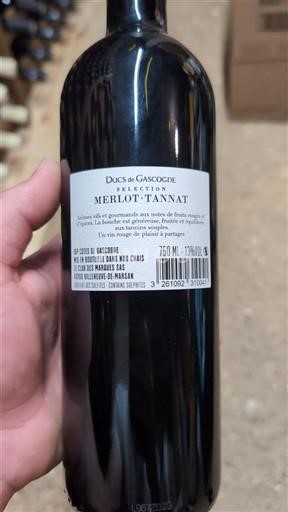 DUCS DE GASCOGNE
SELECTION
MERLOT · TANNAT
Arômes vifs et gourmands aux notes de fruits rouges et
d'épices. La bouche est généreuse, fruitée et équilibrée,
aux tannins souples.
Un vin rouge de plaisir à partager.
IGP COTES DE GASCOGNE
MIS EN BOUTEILLE DANS NOS CHAIS
LE CLUB DES MARQUES SAS
VILLENEUVE-DE-MARSAN
CONTIENT DES SULFITES · CONTAINS SULPHITES
750 ML · 13%VOL
3 261092 310041